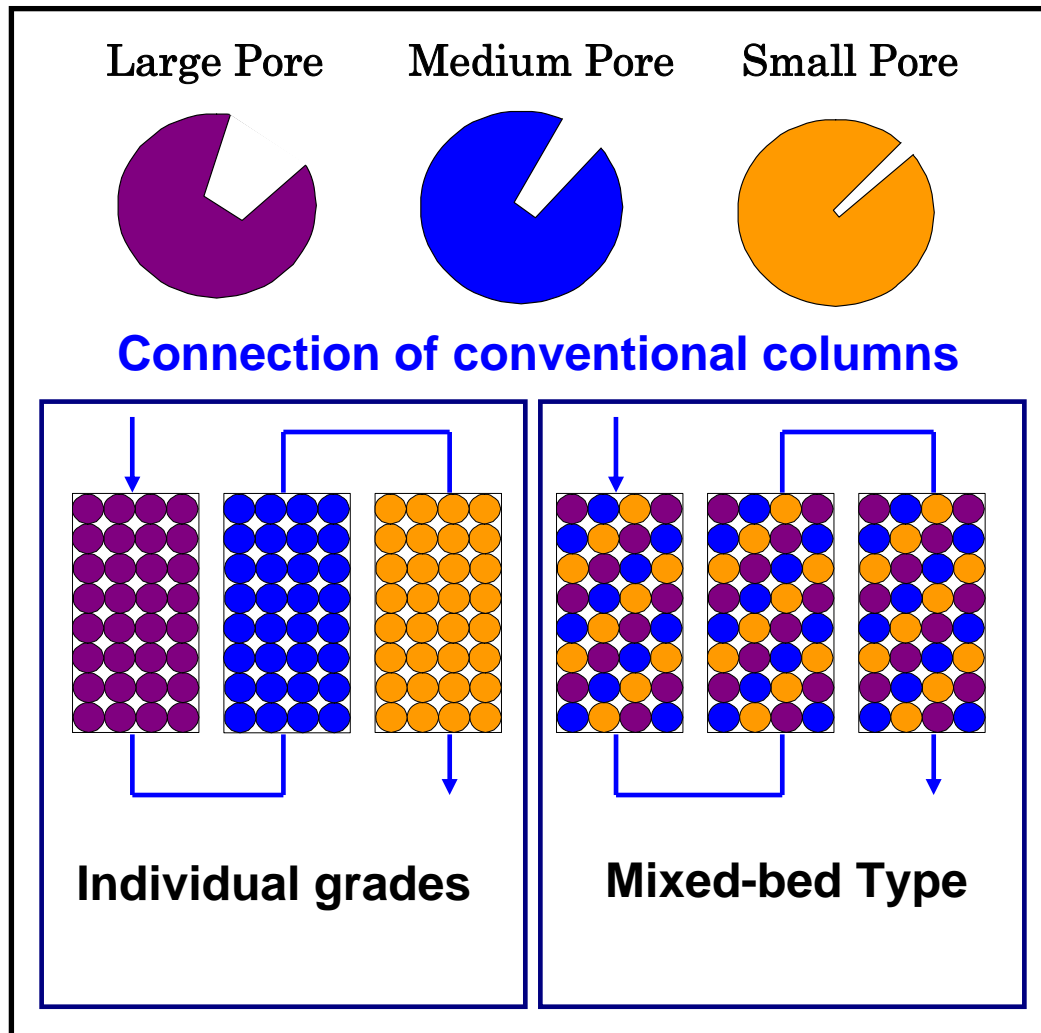 Large Pore Medium Pore Small Pore
Connection of conventional columns
Individual grades
Mixed-bed Type